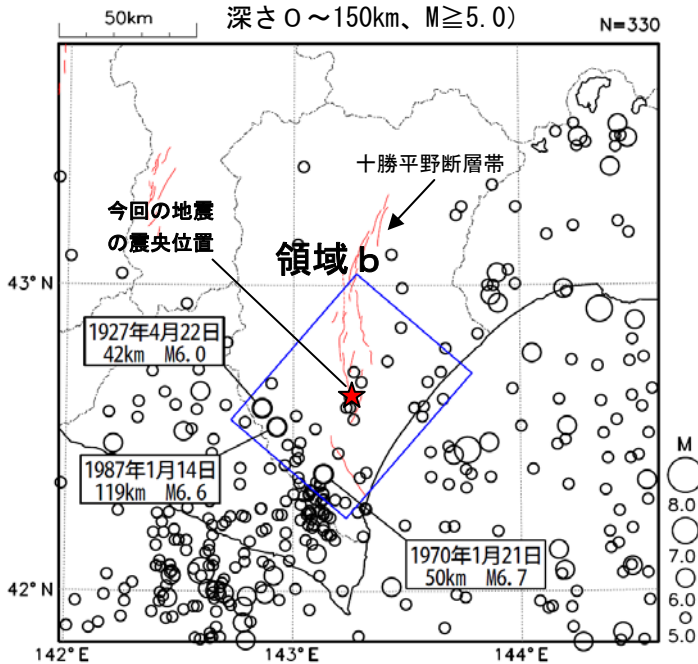 深さ0~150km、M≧5.0)
50km
N=330
十勝平野断層帯
今回の地震
の震央位置
領域b
43°N
1927年4月22日
42km M6.0
1987年1月14日
119km M6.6
1970年1月21日
50km M6.7
M
8.0
7.0
6.0
5.0
42°N
142°E
143°E
144°E